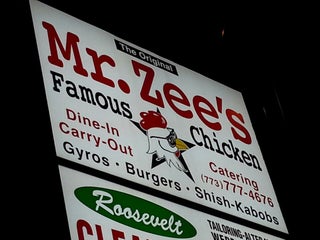 The Original
Mr. Zee's
Famous Chicken
Dine-In
Carry-Out
Catering
(773)777-4676
Gyros • Burgers • Shish-Kabobs
Roosevelt